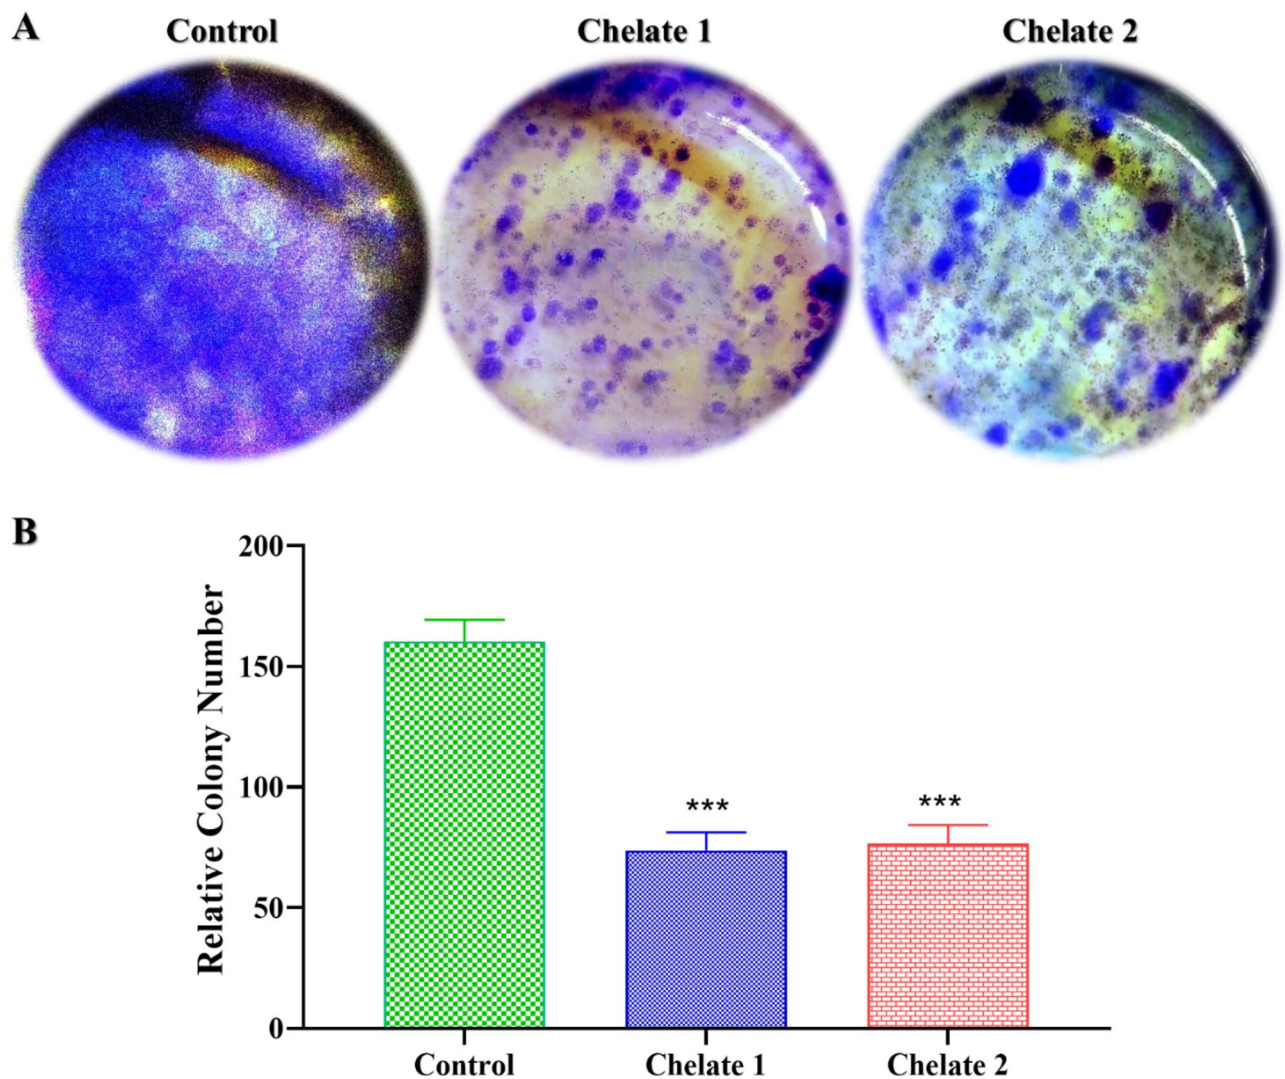 A
Control
Chelate 1
Chelate 2
B
Relative Colony Number
200
150
100
50
0
***
***
Control
Chelate 1
Chelate 2